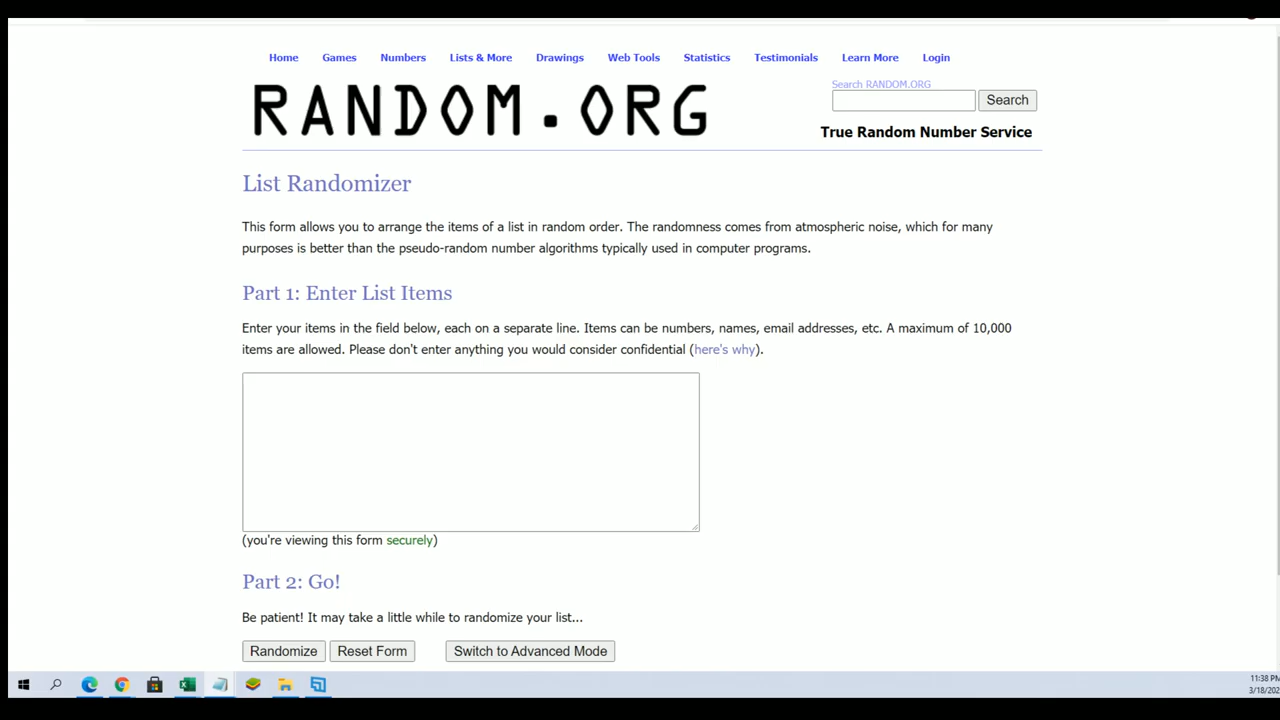 Home Games Numbers Lists & More Drawings Web Tools Statistics Testimonials Learn More Login
RANDOM.ORG
Search RANDOM.ORG
Search
True Random Number Service
List Randomizer
This form allows you to arrange the items of a list in random order. The randomness comes from atmospheric noise, which for many
purposes is better than the pseudo-random number algorithms typically used in computer programs.
Part 1: Enter List Items
Enter your items in the field below, each on a separate line. Items can be numbers, names, email addresses, etc. A maximum of 10,000
items are allowed. Please don't enter anything you would consider confidential (here's why).
(you're viewing this form securely)
Part 2: Go!
Be patient! It may take a little while to randomize your list...
Randomize Reset Form Switch to Advanced Mode
11:38 PM
3/18/202